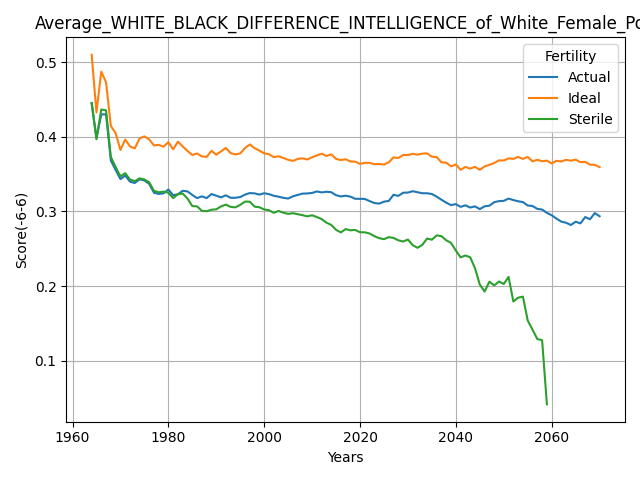 Average_WHITE_BLACK_DIFFERENCE_INTELLIGENCE_of_White_Female_Po
Fertility
Actual
Ideal
Sterile
Score(-6-6)
0.5
0.4
0.3
0.2
0.1
1960 1980 2000 2020 2040 2060
Years